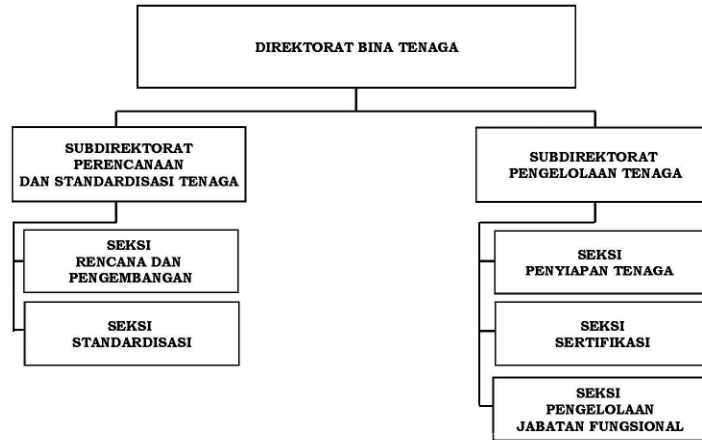 DIREKTORAT BINA TENAGA
SUBDIREKTORAT
PERENCANAAN
DAN STANDARDISASI TENAGA
SEKSI
RENCANA DAN
PENGEMBANGAN
SEKSI
STANDARDISASI
SUBDIREKTORAT
PENGELOLAAN TENAGA
SEKSI
PENYIAPAN TENAGA
SEKSI
SERTIFIKASI
SEKSI
PENGELOLAAN
JABATAN FUNGSIONAL